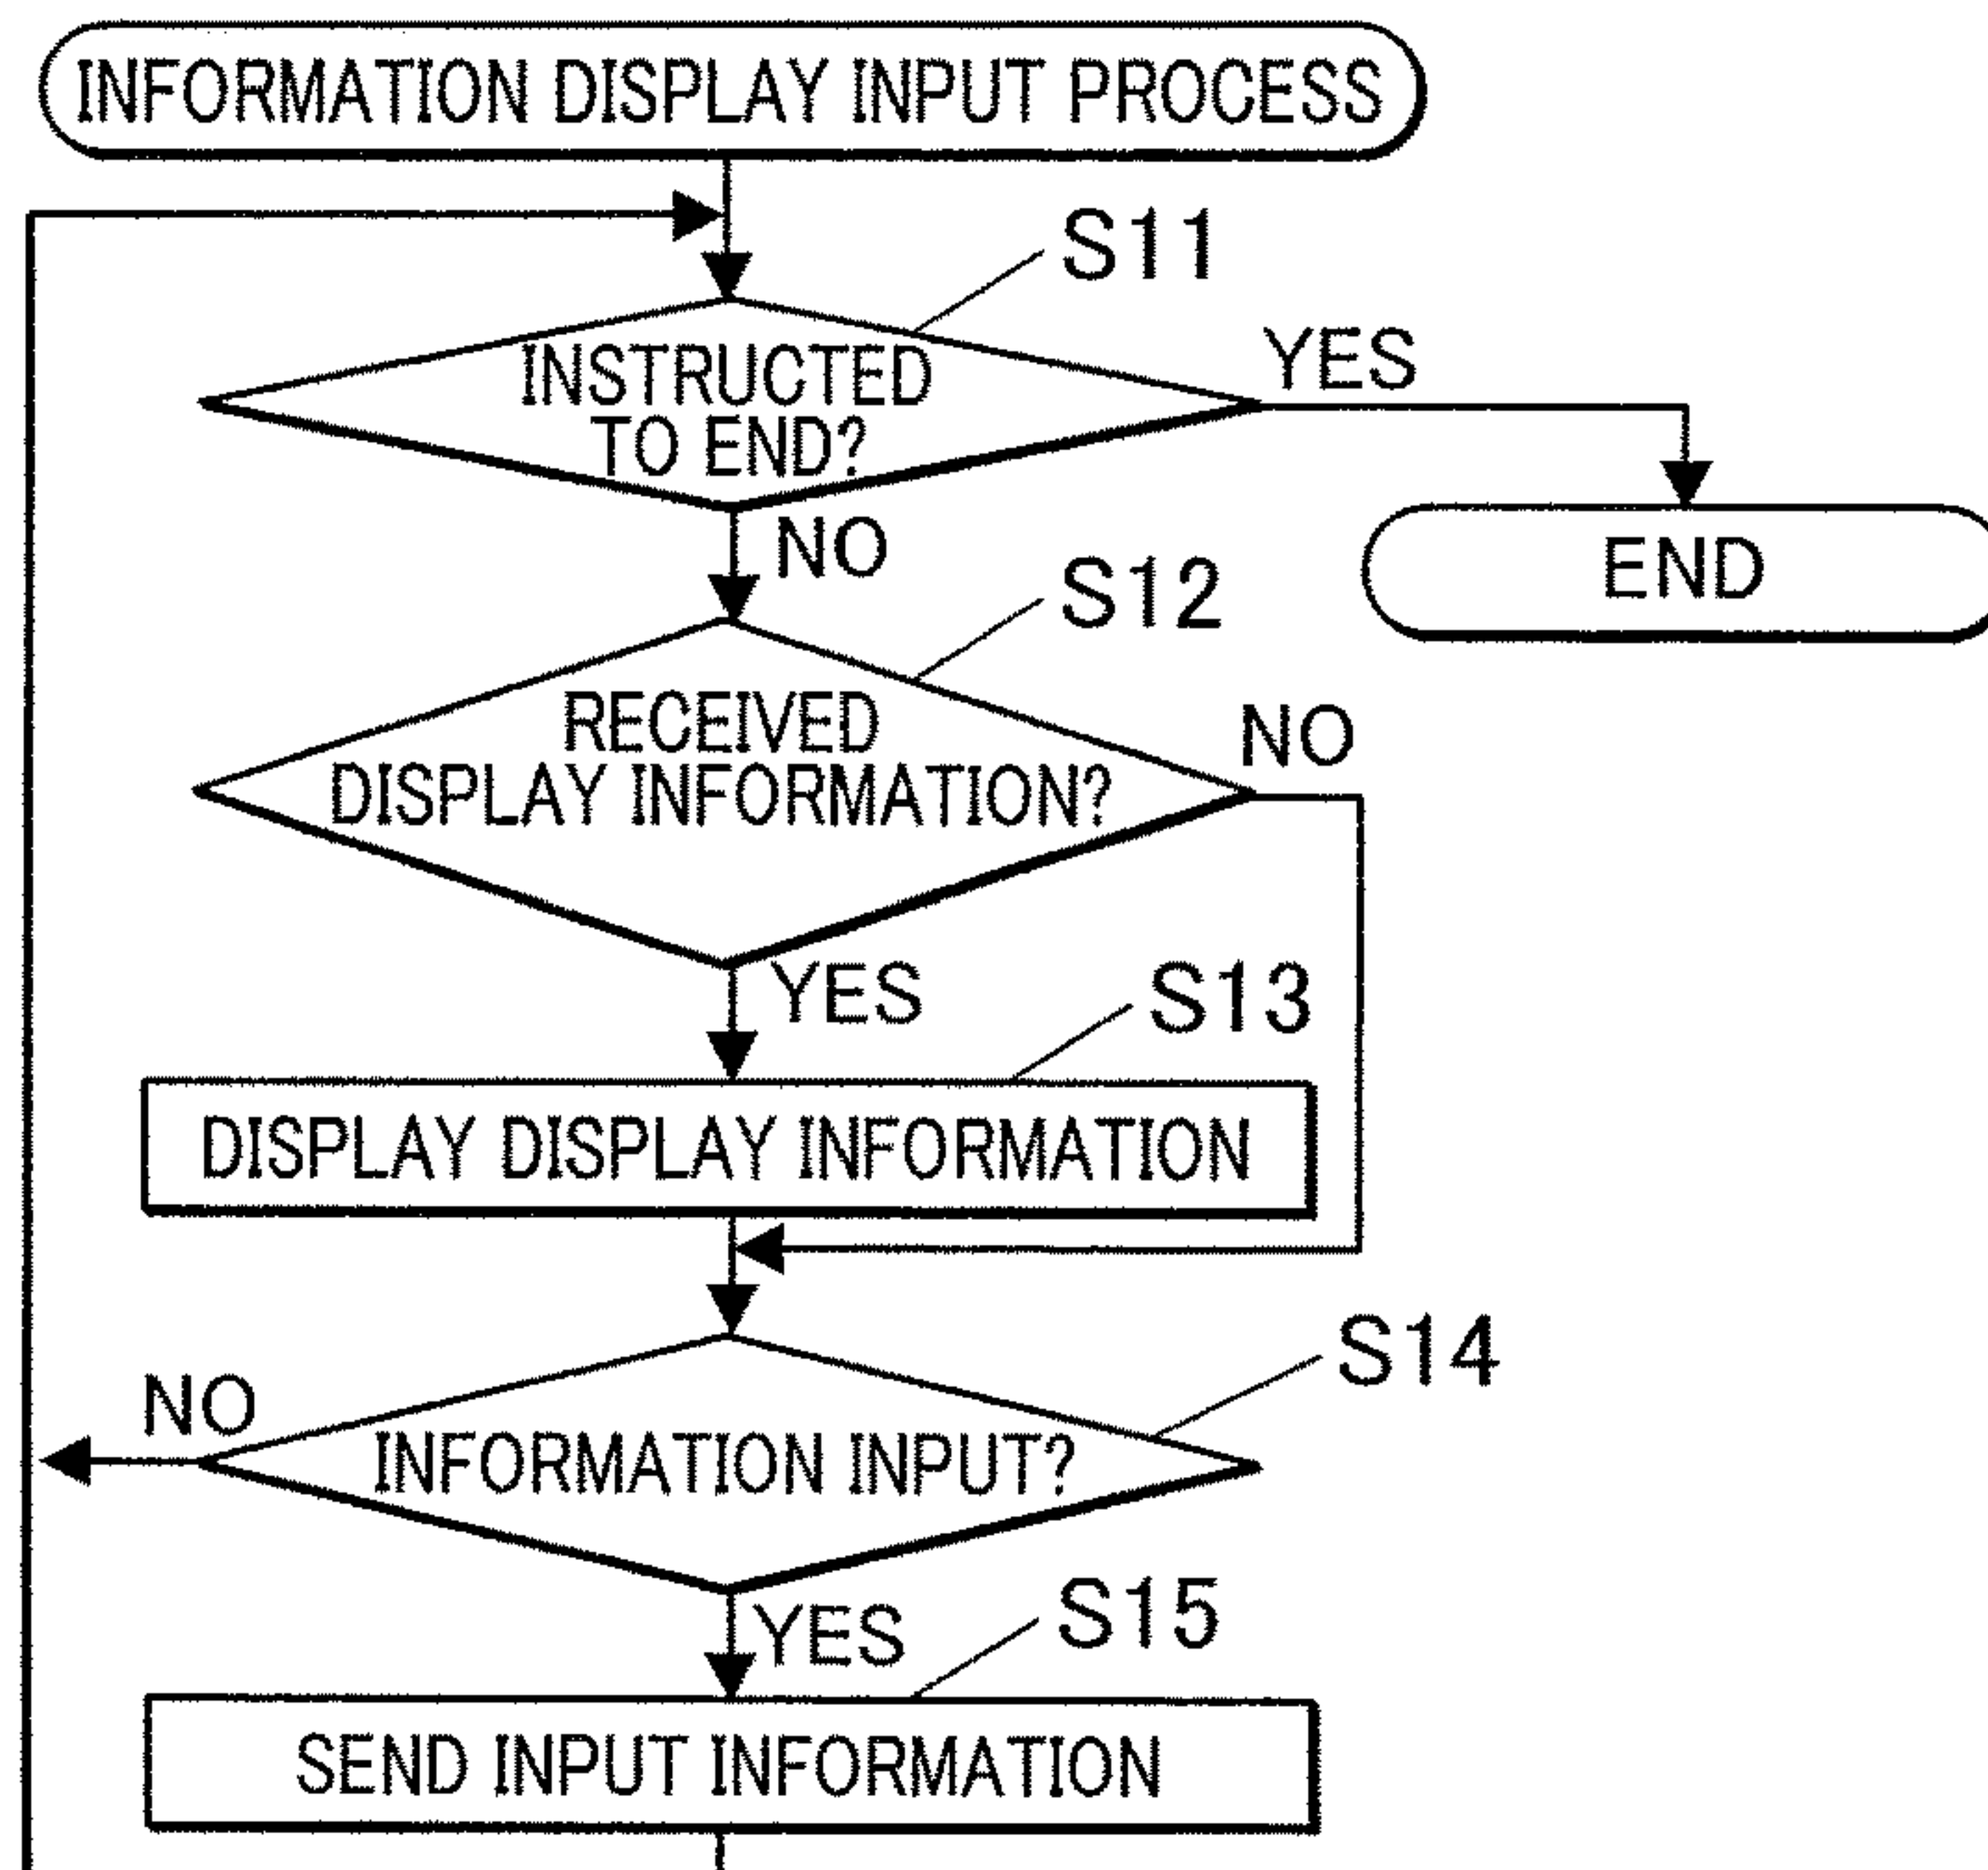 INFORMATION DISPLAY INPUT PROCESS
S11
INSTRUCTED
TO END?
YES
NO
END
S12
RECEIVED
DISPLAY INFORMATION?
NO
YES
S13
DISPLAY DISPLAY INFORMATION
S14
NO
INFORMATION INPUT?
YES
S15
SEND INPUT INFORMATION